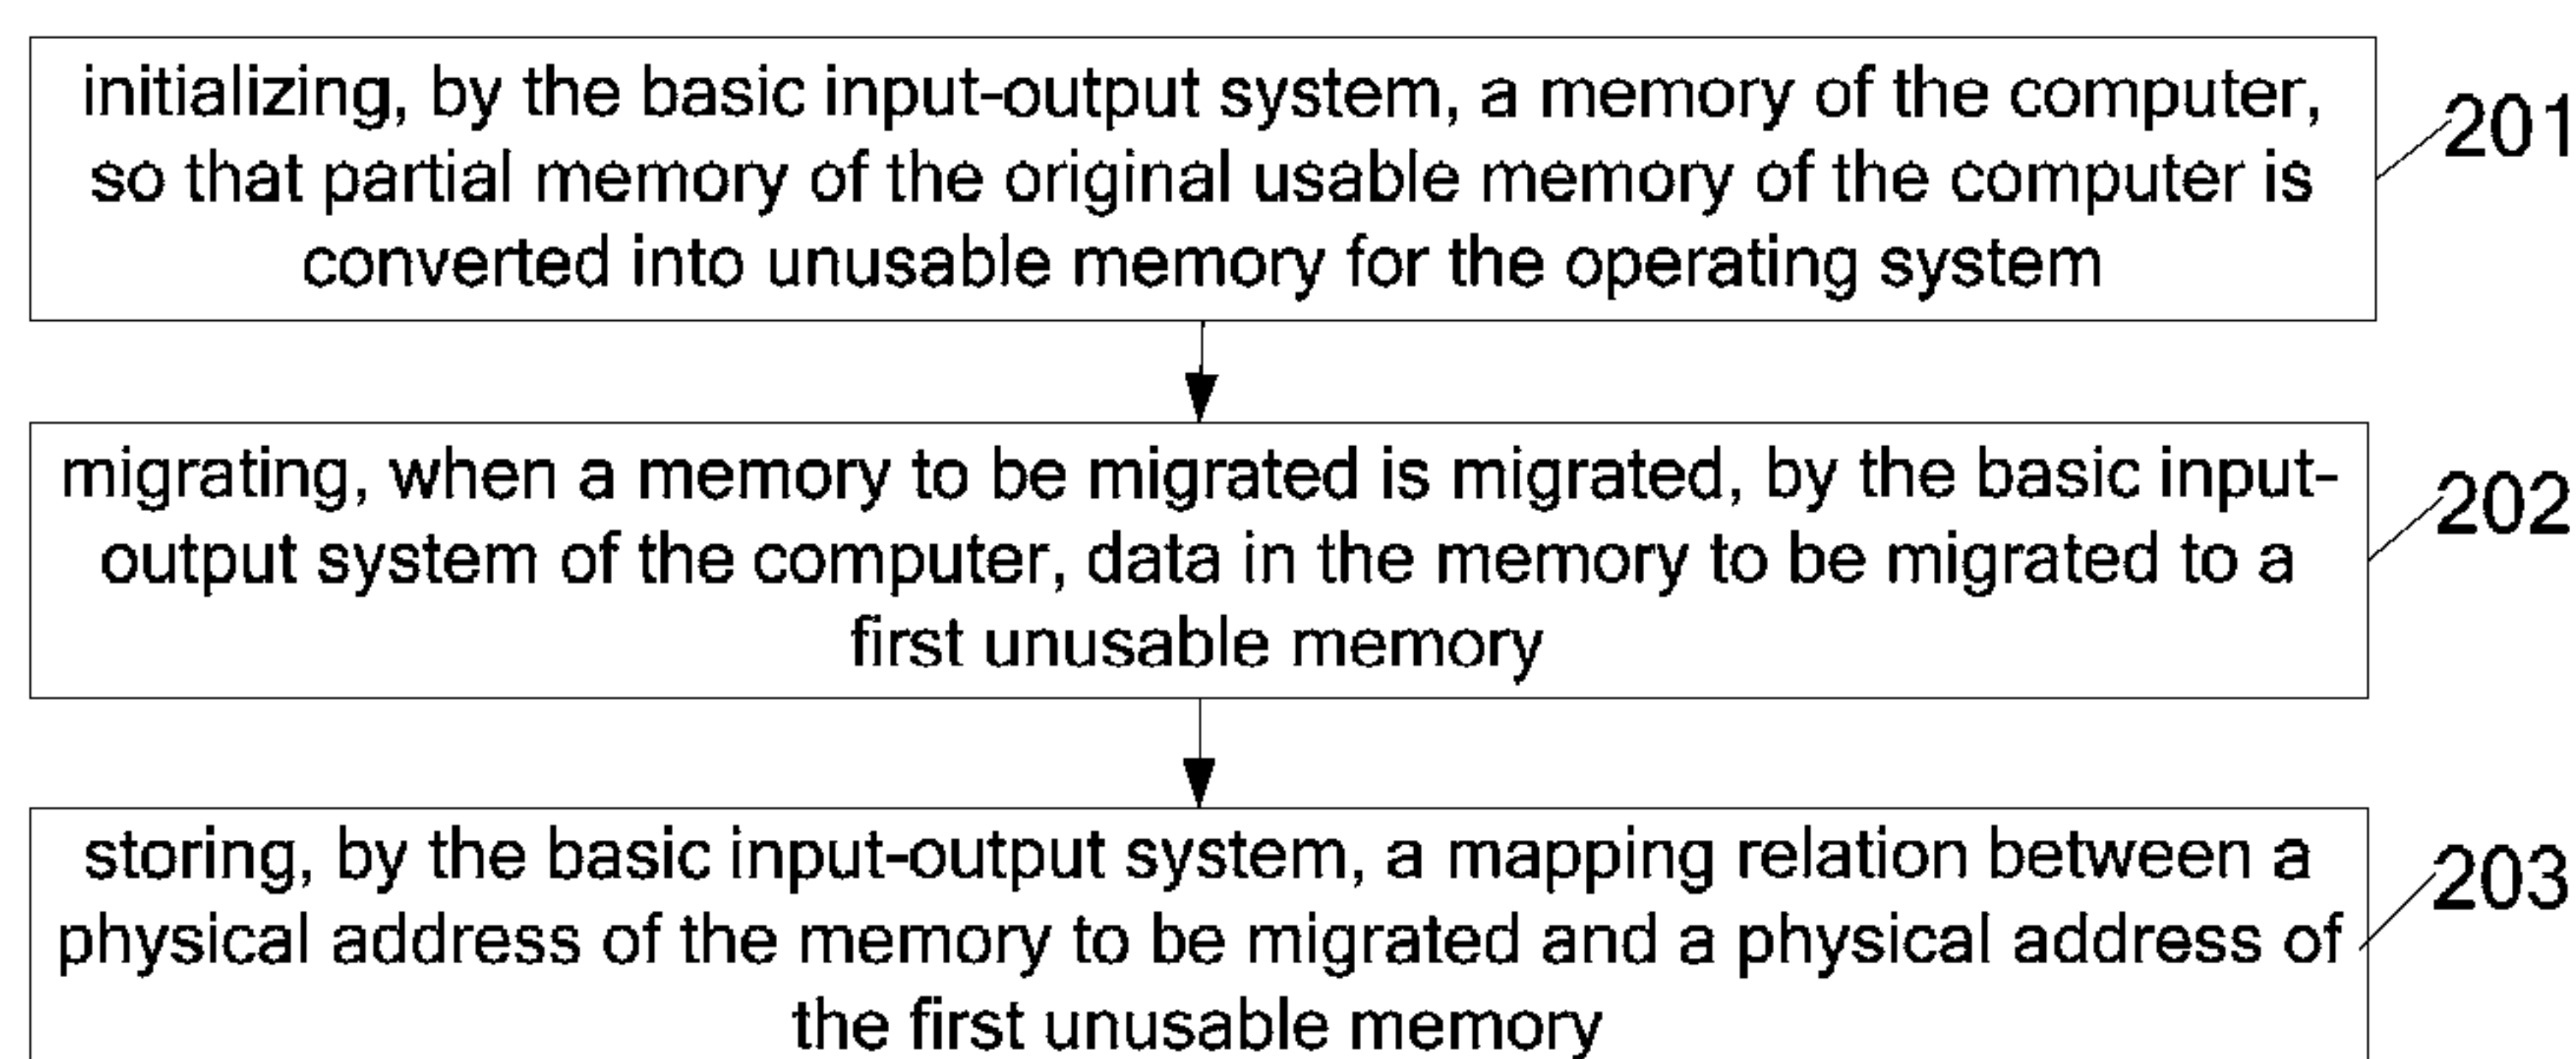 initializing, by the basic input-output system, a memory of the computer,
so that partial memory of the original usable memory of the computer is
converted into unusable memory for the operating system
201
migrating, when a memory to be migrated is migrated, by the basic input-
output system of the computer, data in the memory to be migrated to a
first unusable memory
202
storing, by the basic input-output system, a mapping relation between a
physical address of the memory to be migrated and a physical address of
the first unusable memory
203